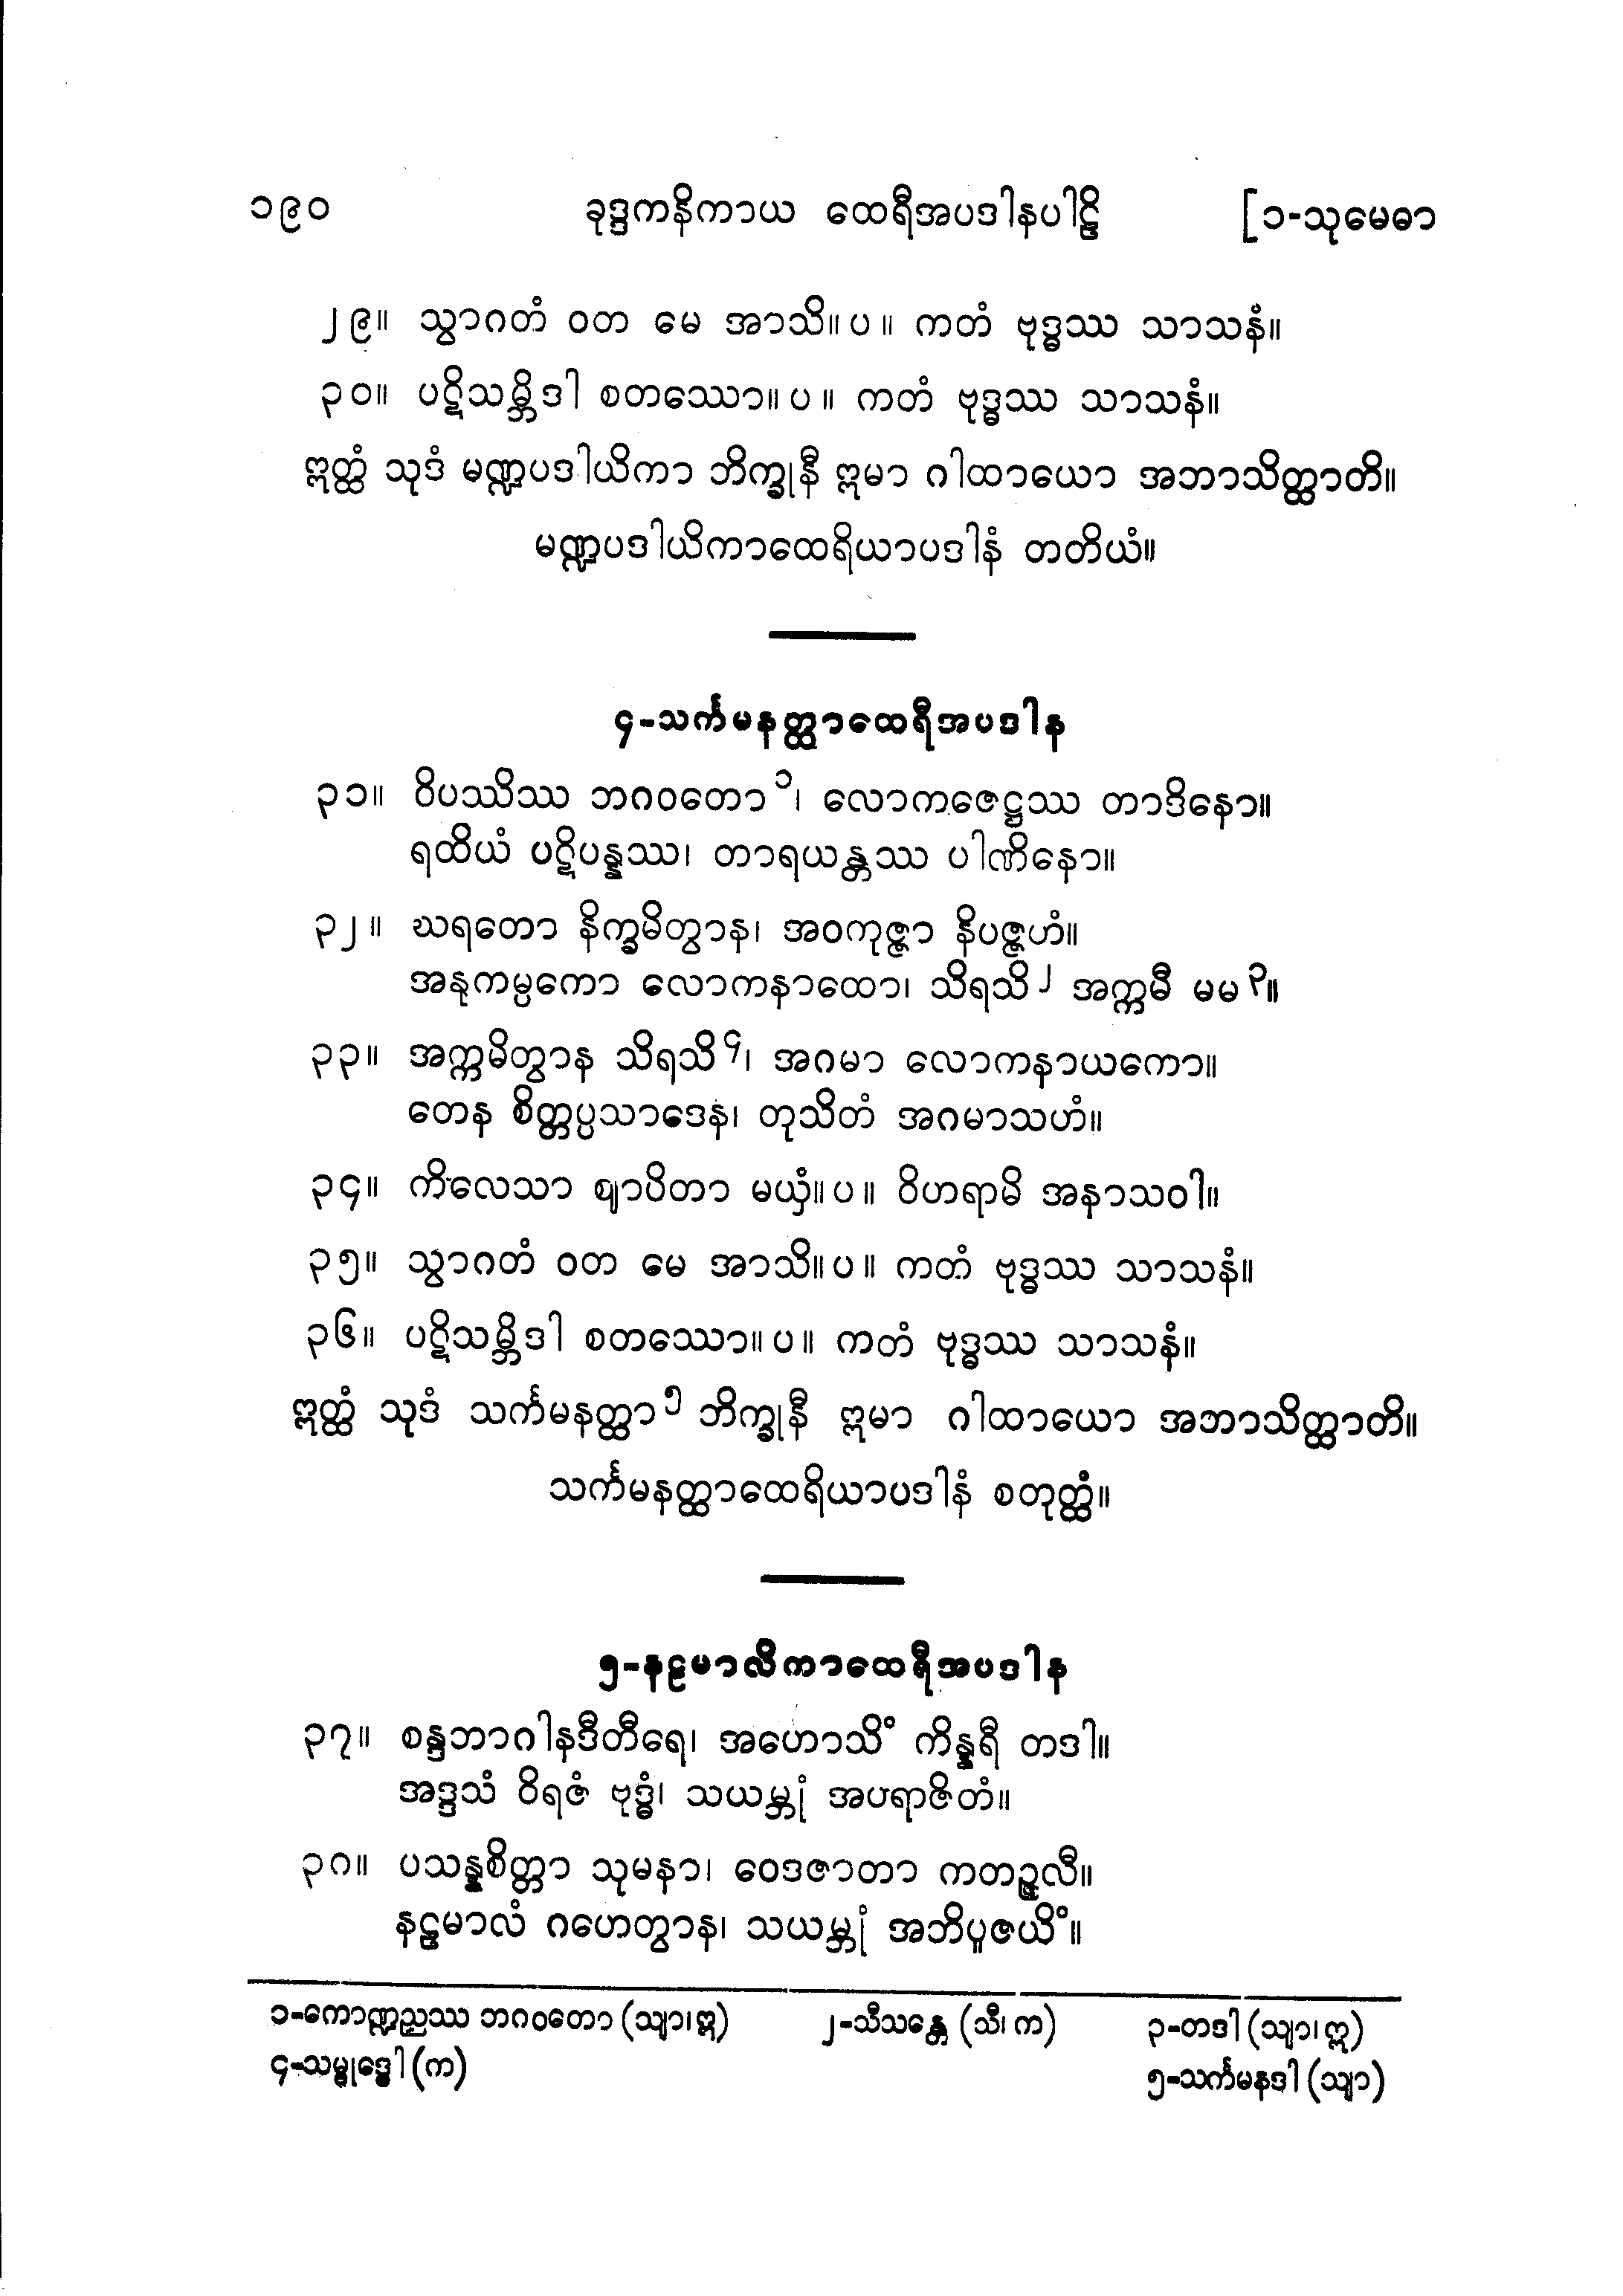 ၁၉၀ ခုဒ္ဒကနိကာယ ထေရီအပဒါနပါဠိ [၁-သုမေဓာ
၂၉။ သွာဂတံ ဝတ မေ အာသိ။ပ။ ကတံ ဗုဒ္ဓဿ သာသနံ။
၃၀။ ပဋိသမ္ဘိဒါ စတဿော။ပ။ ကတံ ဗုဒ္ဓဿ သာသနံ။
ဣတ္ထံ သုဒံ မဏ္ဍပဒါယိကာ ဘိက္ခုနီ ဣမာ ဂါထာယော အဘာသိတ္ထာတိ။
မဏ္ဍပဒါယိကာထေရိယာပဒါနံ တတိယံ။
၄-သင်္ကမနတ္ထာထေရီအပဒါန
၃၁။ ဝိပဿိဿ ဘဂဝတော၁၊ လောကဇေဋ္ဌဿ တာဒိနော။
ရထိယံ ပဋိပန္နဿ၊ တာရယန္တဿ ပါဏိနော။
၃၂။ ဃရတော နိက္ခမိတွာန၊ အဝကုဇ္ဇာ နိပဇ္ဇဟံ။
အနုကမ္ပကော လောကနာထော၊ သိရသိ၂ အက္ကမီ မမ၃။
၃၃။ အက္ကမိတွာန သိရသိ၄၊ အဂမာ လောကနာယကော။
တေန စိတ္တပ္ပသာဒေန၊ တုသိတံ အဂမာသဟံ။
၃၄။ ကိလေသာ ဈာပိတာ မယှံ။ပ။ ဝိဟရာမိ အနာသဝါ။
၃၅။ သွာဂတံ ဝတ မေ အာသိ။ပ။ ကတံ ဗုဒ္ဓဿ သာသနံ။
၃၆။ ပဋိသမ္ဘိဒါ စတဿော။ပ။ ကတံ ဗုဒ္ဓဿ သာသနံ။
ဣတ္ထံ သုဒံ သင်္ကမနတ္ထာ၅ ဘိက္ခုနီ ဣမာ ဂါထာယော အဘာသိတ္ထာတိ။
သင်္ကမနတ္ထာထေရိယာပဒါနံ စတုတ္ထံ။
၅-နဠမာလိကာထေရီအပဒါန
၃၇။ စန္ဒဘာဂါနဒီတီရေ၊ အဟောသိံ ကိန္နရီ တဒါ။
အဒ္ဒသံ ဝိရဇံ ဗုဒ္ဓံ၊ သယမ္ဘုံ အပရာဇိတံ။
၃၈။ ပသန္နစိတ္တာ သုမနာ၊ ဝေဒဇာတာ ကတဉ္ဇလီ။
နဠမာလံ ဂဟေတွာန၊ သယမ္ဘုံ အဘိပူဇယိံ။
၁-ကောဏ္ဍညဿ ဘဂဝတော (သျာ၊ဣ) ၂-သီသန္တေ (သီ၊ က) ၃-တဒါ (သျာ၊ ဣ)
၄-သမ္ဗုဒ္ဓေါ (က) ၅-သင်္ကမနဒါ (သျာ)